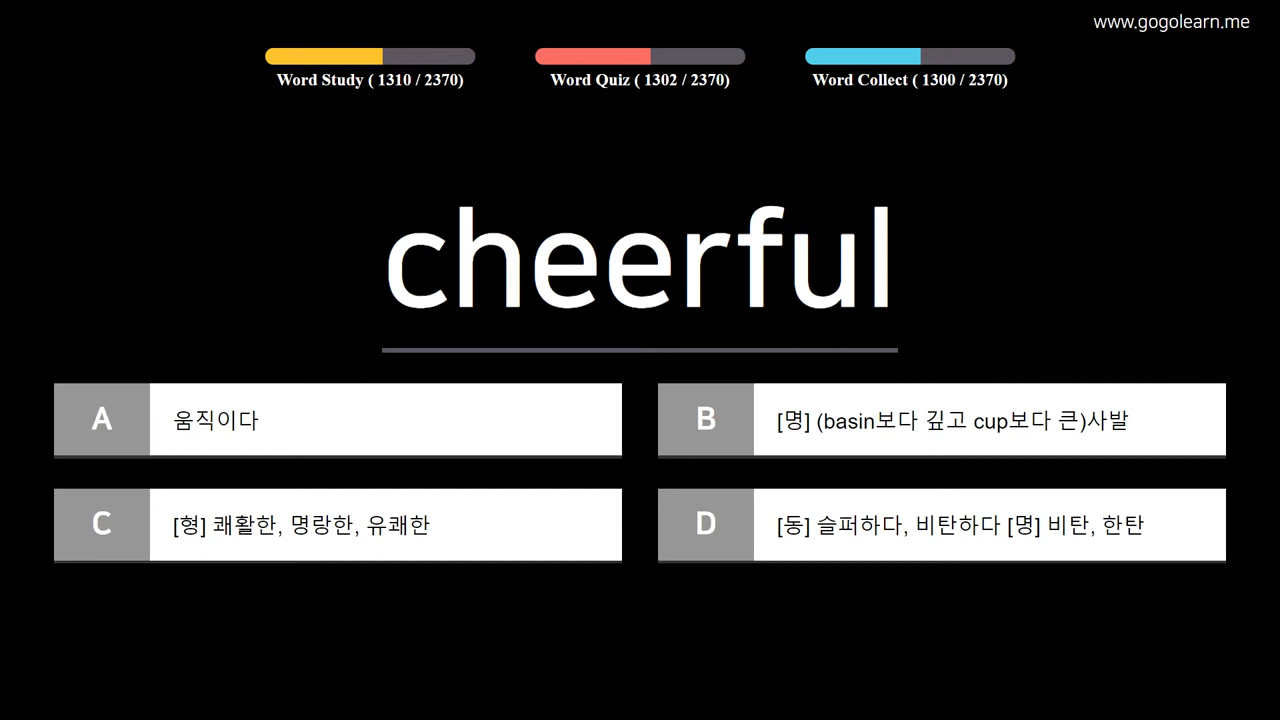 www.gogolearn.me
Word Study ( 1310 / 2370)
Word Quiz ( 1302 / 2370)
Word Collect ( 1300 / 2370)
cheerful
A 움직이다
B [명] (basin보다 깊고 cup보다 큰)사발
C [형] 쾌활한, 명랑한, 유쾌한
D [동] 슬퍼하다, 비탄하다 [명] 비탄, 한탄